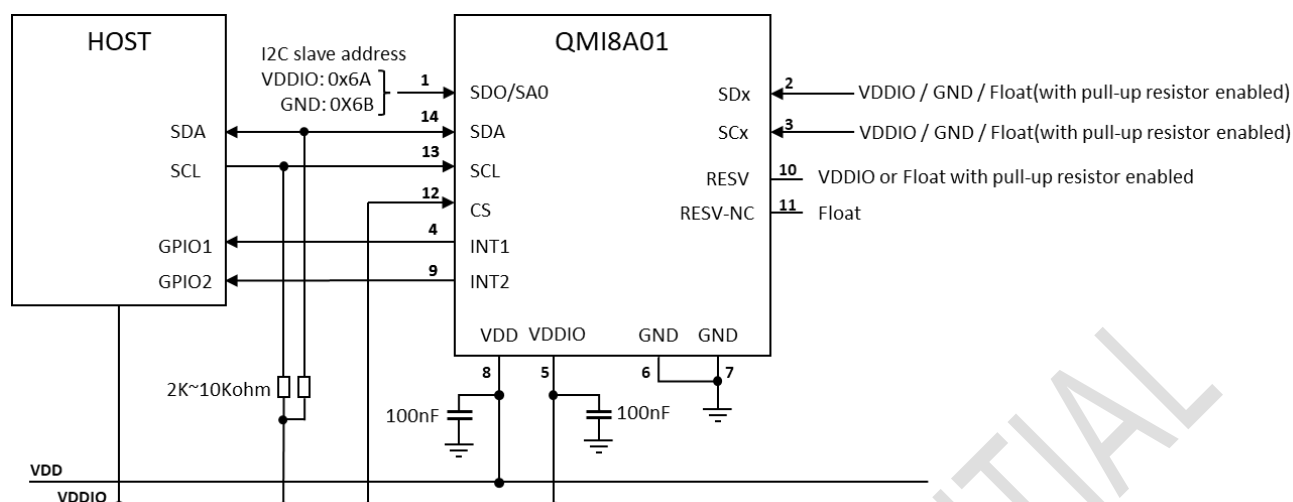 HOST
QMI8A01
I2C slave address
VDDIO: 0x6A
GND: 0X6B
1
SDO/SA0
SDx
2
VDDIO / GND / Float(with pull-up resistor enabled)
SDA
14
SDA
SCx
3
VDDIO / GND / Float(with pull-up resistor enabled)
SCL
13
SCL
RESV
10
VDDIO or Float with pull-up resistor enabled
12
CS
RESV-NC
11
Float
GPIO1
4
INT1
GPIO2
9
INT2
VDD
VDDIO
GND
GND
8
5
6
7
2K~10Kohm
100nF
100nF
VDD
VDDIO